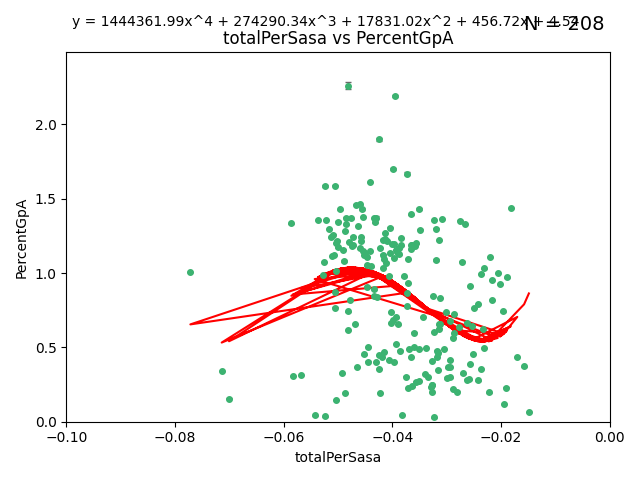 y = 1444361.99x^4 + 274290.34x^3 + 17831.02x^2 + 456.72x + 4.54
N = 208
totalPerSasa vs PercentGpA
PercentGpA
2.0
1.5
1.0
0.5
0.0
−0.10 −0.08 −0.06 −0.04 −0.02 0.00
totalPerSasa